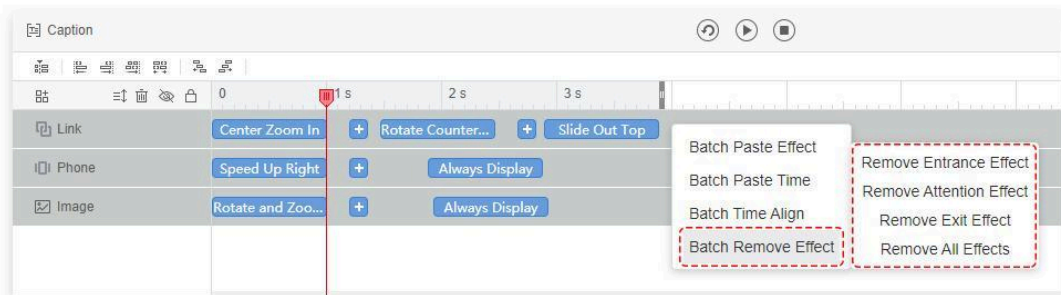 Caption
0
1 s
2 s
3 s
Link
Center Zoom In
Rotate Counter...
Slide Out Top
Phone
Speed Up Right
Always Display
Image
Rotate and Zoo...
Always Display
Batch Paste Effect
Batch Paste Time
Batch Time Align
Batch Remove Effect
Remove Entrance Effect
Remove Attention Effect
Remove Exit Effect
Remove All Effects